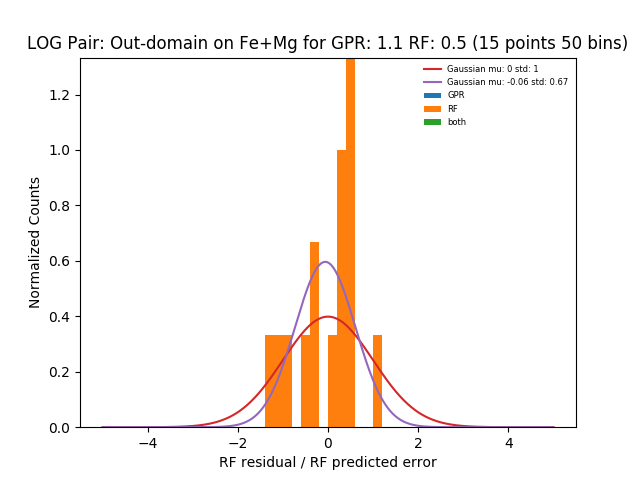 LOG Pair: Out-domain on Fe+Mg for GPR: 1.1 RF: 0.5 (15 points 50 bins)
Gaussian mu: 0 std: 1
Gaussian mu: -0.06 std: 0.67
GPR
RF
both
Normalized Counts
1.2
1.0
0.8
0.6
0.4
0.2
0.0
−4 −2 0 2 4
RF residual / RF predicted error